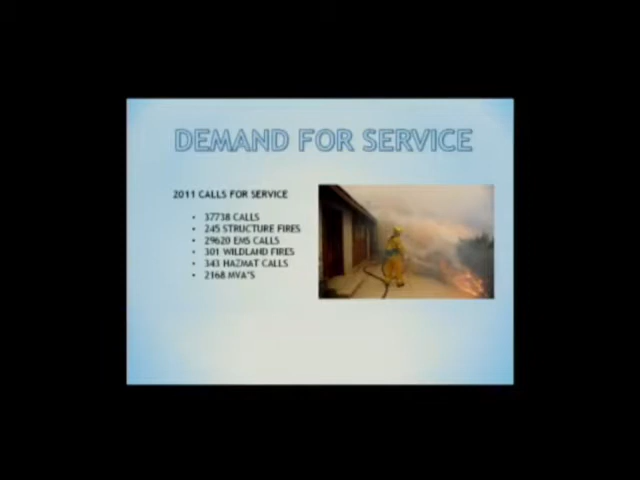 DEMAND FOR SERVICE
2011 CALLS FOR SERVICE
• 37738 CALLS
• 245 STRUCTURE FIRES
• 29620 EMS CALLS
• 301 WILDLAND FIRES
• 343 HAZMAT CALLS
• 2168 MVA'S